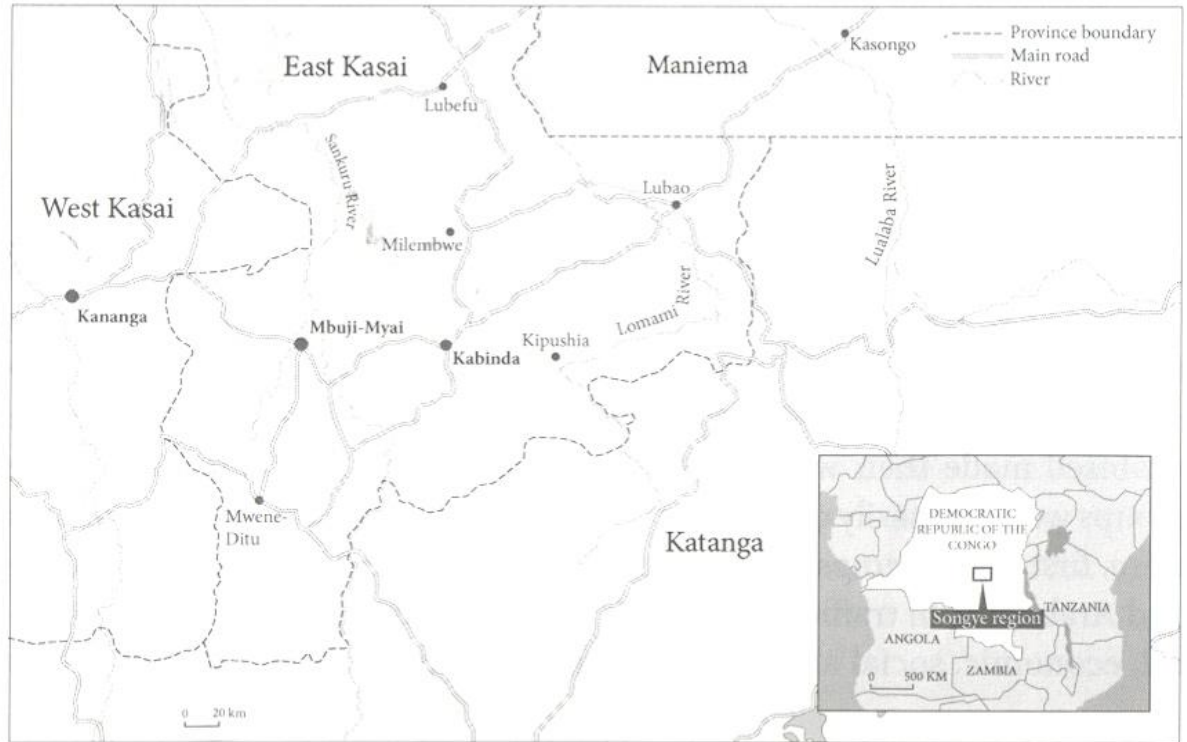 East Kasai
Maniema
Kasongo
Province boundary
Main road
River
Lubefu
Sankuru River
West Kasai
Lubao
Lualaba River
Milembwe
Kananga
Mbuji-Myai
Kabinda
Kipushia
Lomami River
Mwene-
Ditu
Katanga
DEMOCRATIC
REPUBLIC OF THE
CONGO
TANZANIA
Songye region
ANGOLA
ZAMBIA
0 500 KM
0 20 km